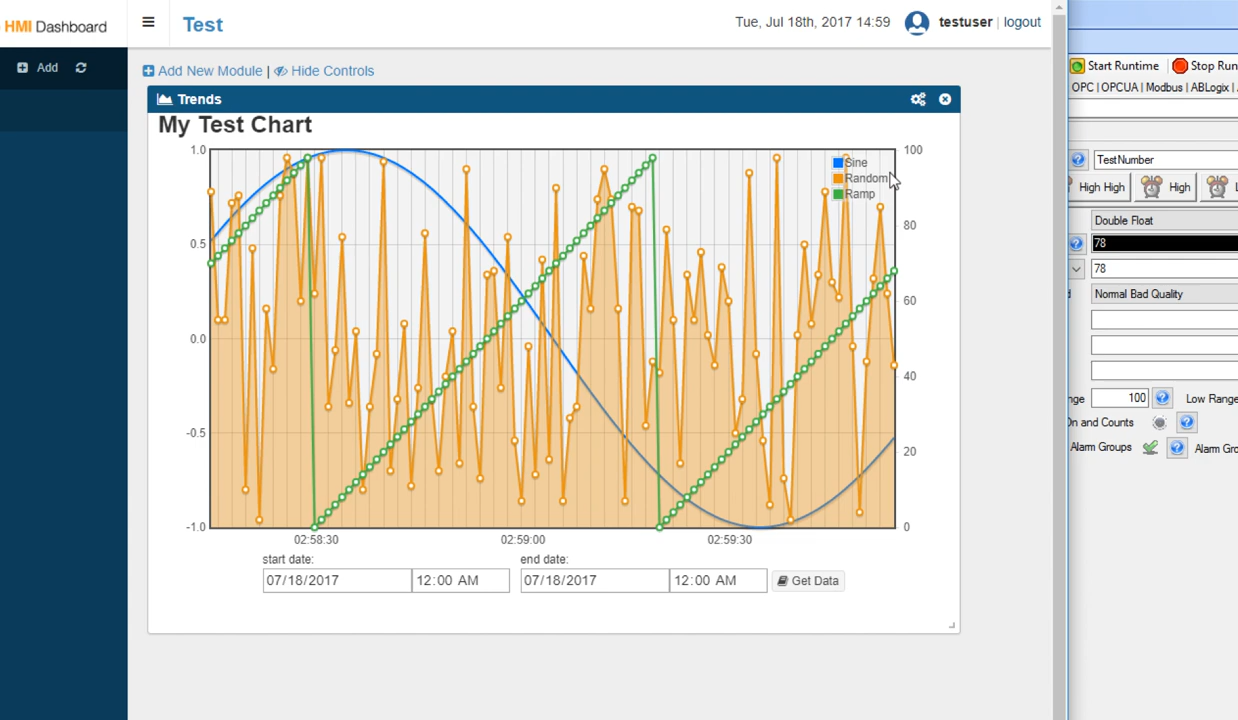 HMI Dashboard
Test
Tue, Jul 18th, 2017 14:59
testuser | logout
Add
Add New Module | Hide Controls
Trends
My Test Chart
1.0
0.5
0.0
-0.5
-1.0
100
80
60
40
20
0
Sine
Random
Ramp
02:58:30
02:59:00
02:59:30
start date:
end date:
07/18/2017
12:00 AM
07/18/2017
12:00 AM
Get Data
Start Runtime
Stop Run
OPC | OPCUA | Modbus | ABLogix |
TestNumber
High High
High
L
Double Float
78
78
Normal Bad Quality
nge
100
Low Range
On and Counts
Alarm Groups
Alarm Gro